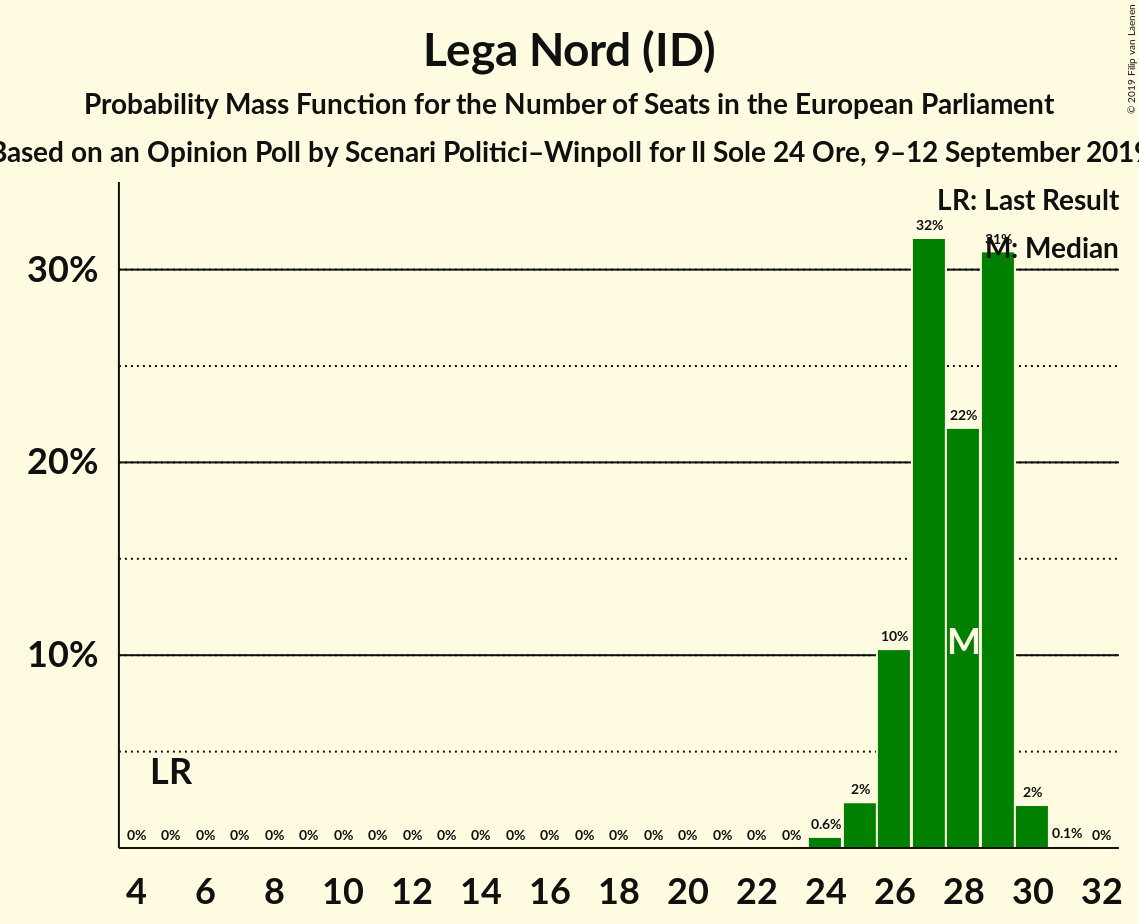 Lega Nord (ID)
Probability Mass Function for the Number of Seats in the European Parliament
Based on an Opinion Poll by Scenari Politici–Winpoll for Il Sole 24 Ore, 9–12 September 2019
© 2019 Filip van Laenen
LR: Last Result
M: Median
32%
31%
30%
22%
20%
10%
M
10%
LR
2%
2%
0.6%
0% 0% 0% 0% 0% 0% 0% 0% 0% 0% 0% 0% 0% 0% 0% 0% 0% 0% 0% 0% 0.1% 0%
4 6 8 10 12 14 16 18 20 22 24 26 28 30 32